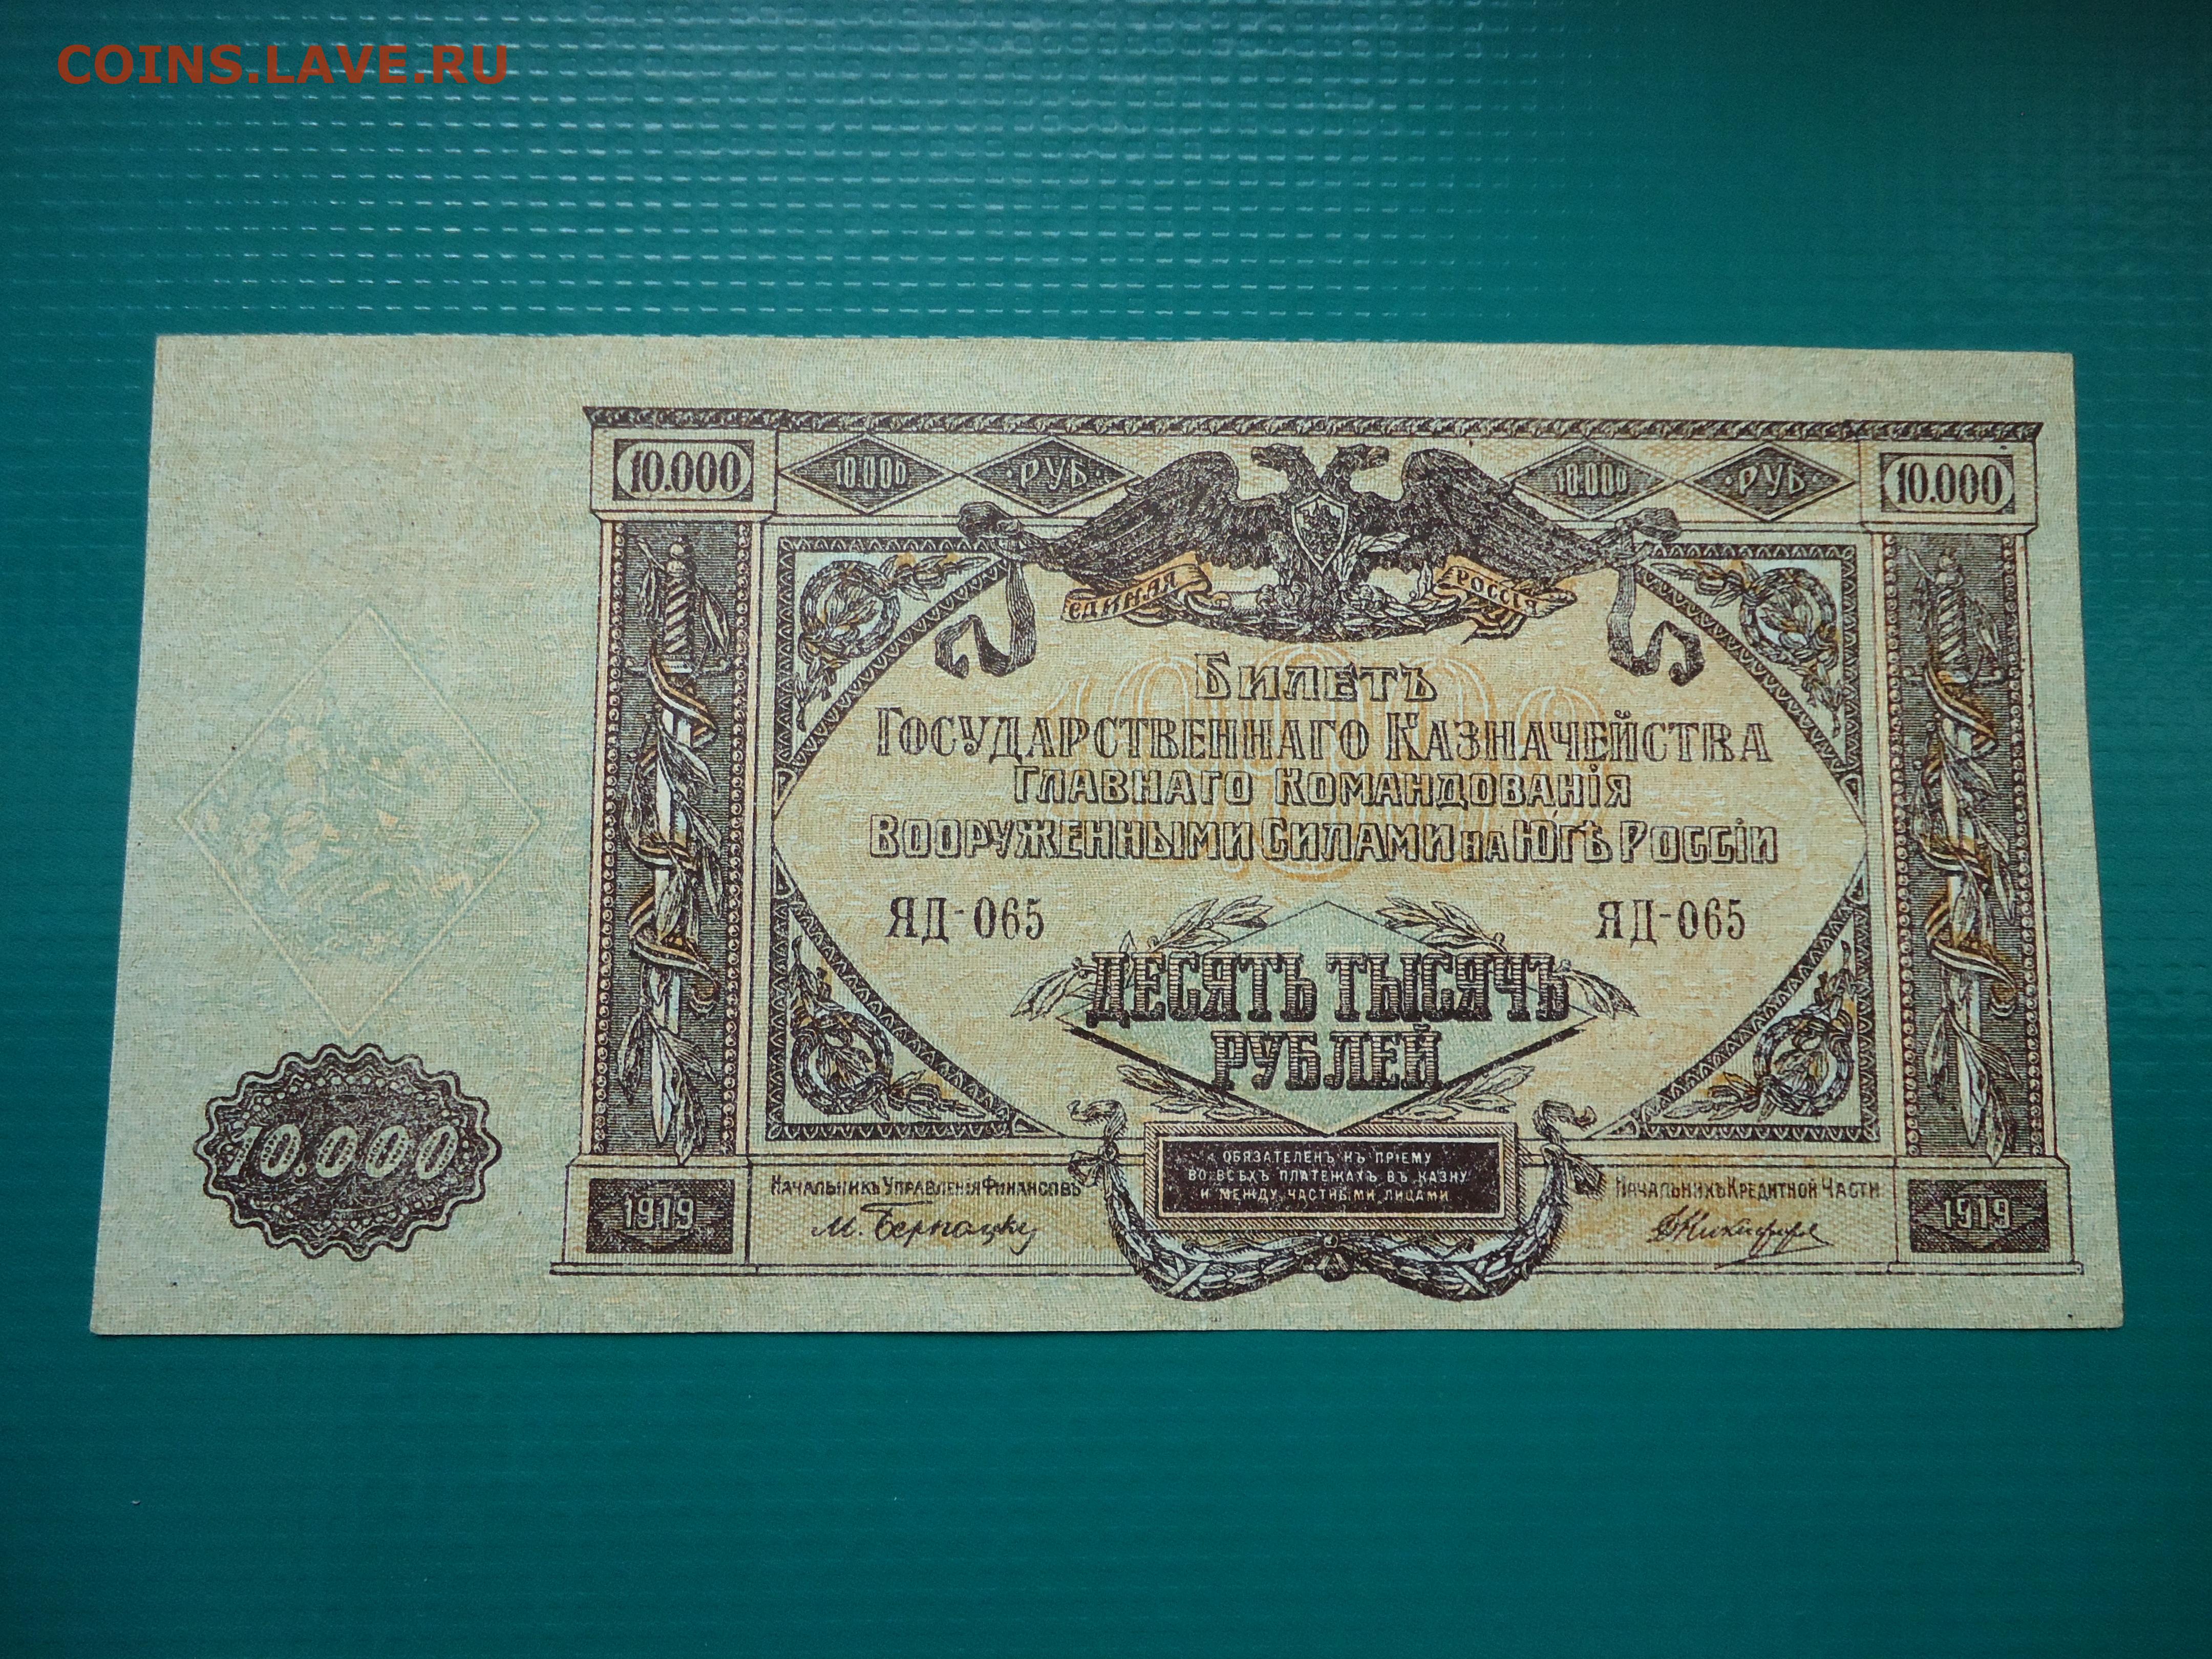 COINS.LAVE.RU
10.000 10.000 РУБ 10.000 РУБ 10.000
ЕДИНАЯ РОССІЯ
БИЛЕТЪ
ГОСУДАРСТВЕННАГО КАЗНАЧЕЙСТВА
ГЛАВНАГО КОМАНДОВАНІЯ
ВООРУЖЕННЫМИ СИЛАМИ НА ЮГѢ РОССІИ
ЯД-065 ЯД-065
ДЕСЯТЬ ТЫСЯЧЪ
РУБЛЕЙ
10.000
ОБЯЗАТЕЛЕНЪ КЪ ПРІЕМУ
ВО ВСѢХЪ ПЛАТЕЖАХЪ ВЪ КАЗНУ
И МЕЖДУ ЧАСТНЫМИ ЛИЦАМИ
НАЧАЛЬНИКЪ УПРАВЛЕНІЯ ФИНАНСОВЪ НАЧАЛЬНИКЪ КРЕДИТНОЙ ЧАСТИ
1919 М. Бернацкій 1919